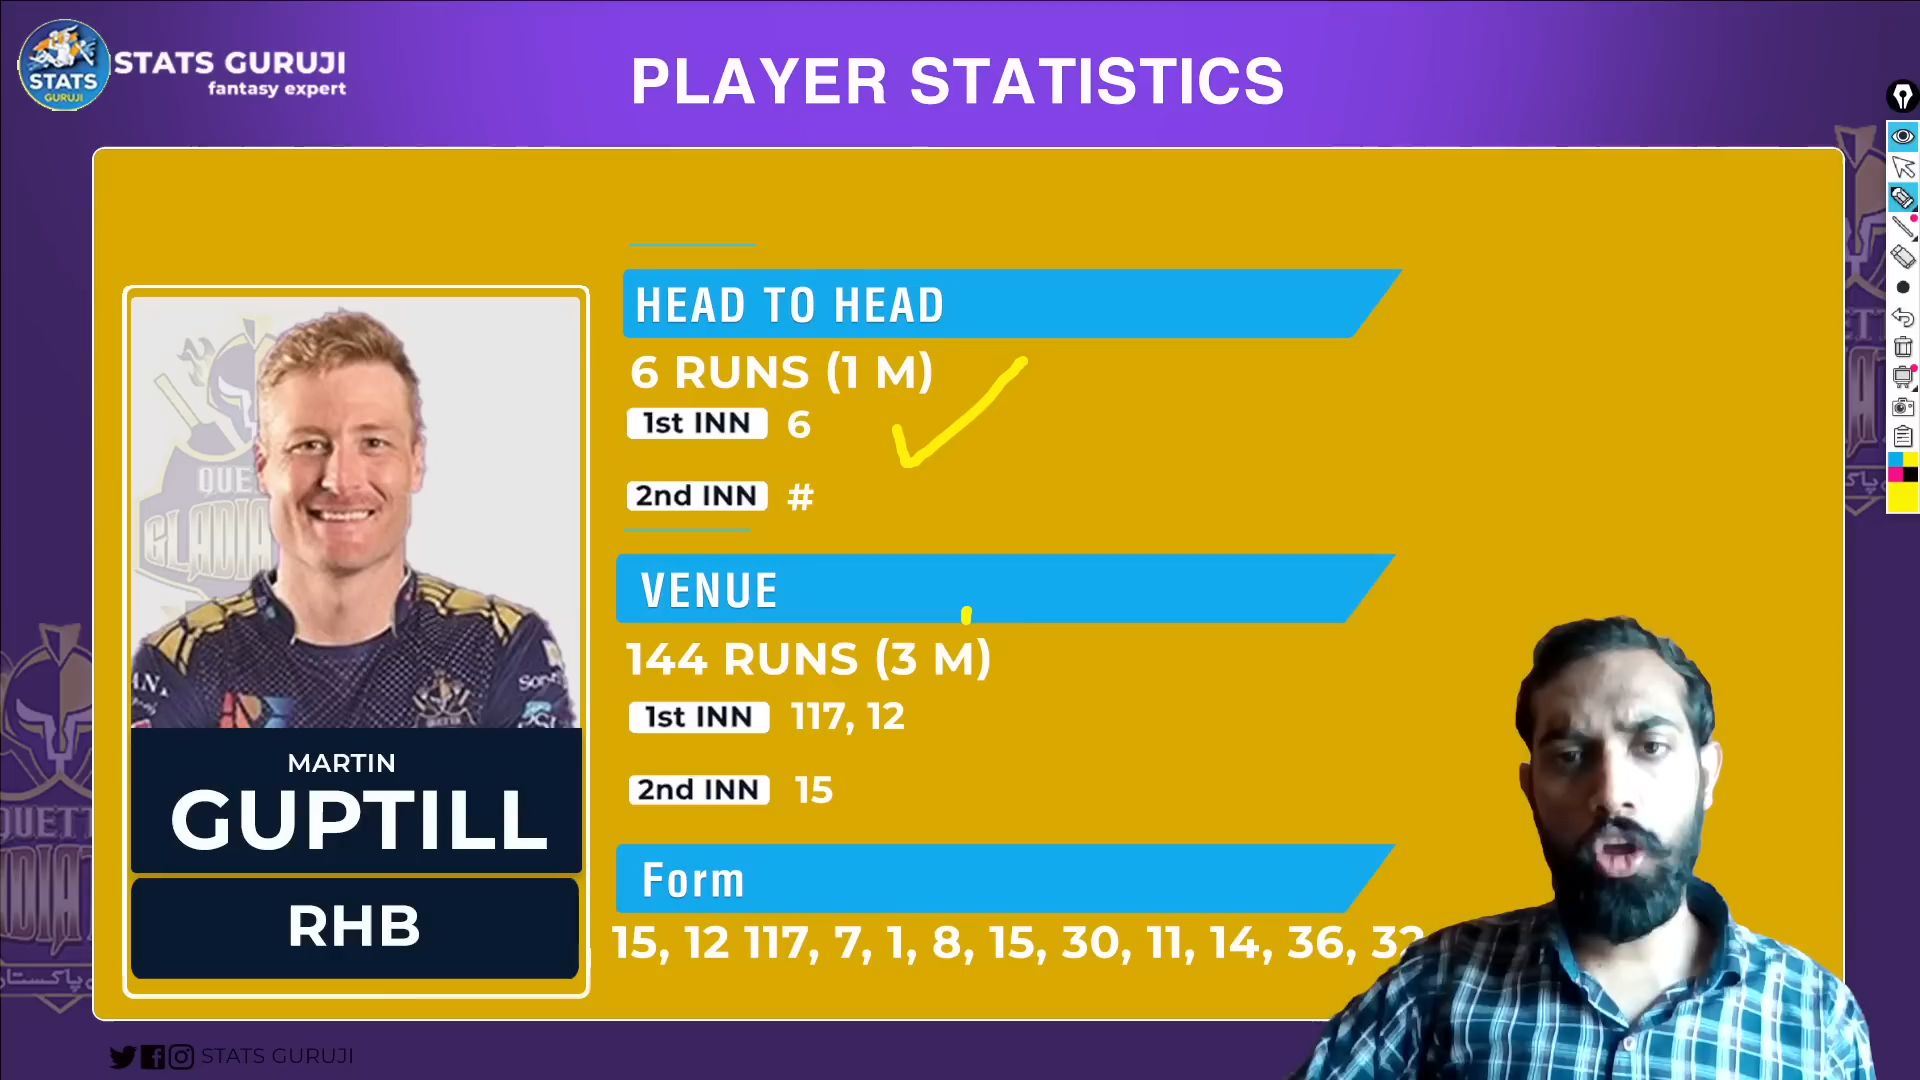 STATS
GURUJI
STATS GURUJI
fantasy expert
PLAYER STATISTICS
HEAD TO HEAD
6 RUNS (1 M)
1st INN 6
2nd INN #
VENUE
144 RUNS (3 M)
1st INN 117, 12
2nd INN 15
Form
15, 12 117, 7, 1, 8, 15, 30, 11, 14, 36, 32
MARTIN
GUPTILL
RHB
STATS GURUJI